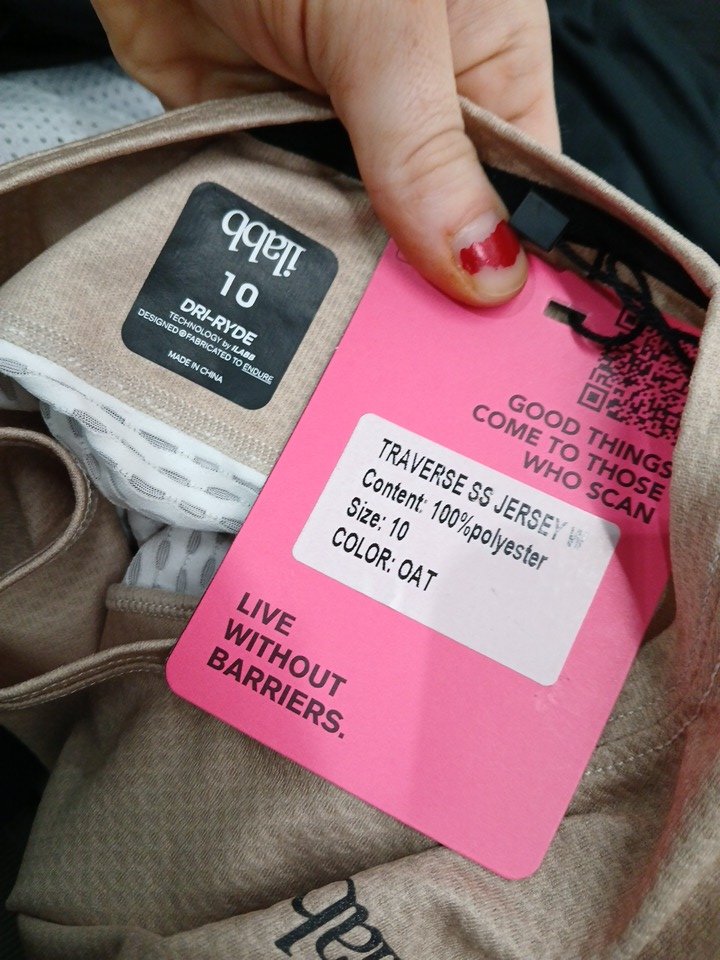 ilabb
10
DRI-RYDE
TECHNOLOGY by ILABB
DESIGNED & FABRICATED TO ENDURE
MADE IN CHINA
GOOD THINGS
COME TO THOSE
WHO SCAN
TRAVERSE SS JERSEY W
Content: 100%polyester
Size: 10
COLOR: OAT
LIVE
WITHOUT
BARRIERS.